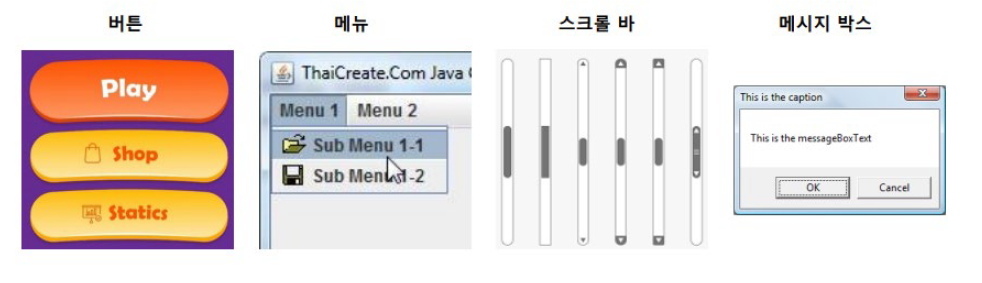 버튼
메뉴
스크롤 바
메시지 박스
Play
Shop
Statics
ThaiCreate.Com Java
Menu 1 Menu 2
Sub Menu 1-1
Sub Menu 1-2
This is the caption
This is the messageBoxText
OK Cancel